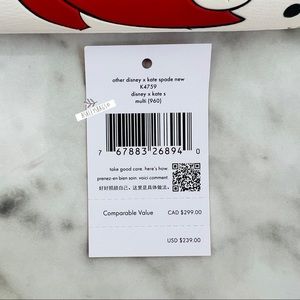 other disney x kate spade new
K4759
disney x kate s
multi (960)
7 67883 26894 0
take good care. here's how.
prenez-en bien soin. voici comment.
好好照顾自己。这里是具体做法。
Comparable Value CAD $299.00
USD $239.00